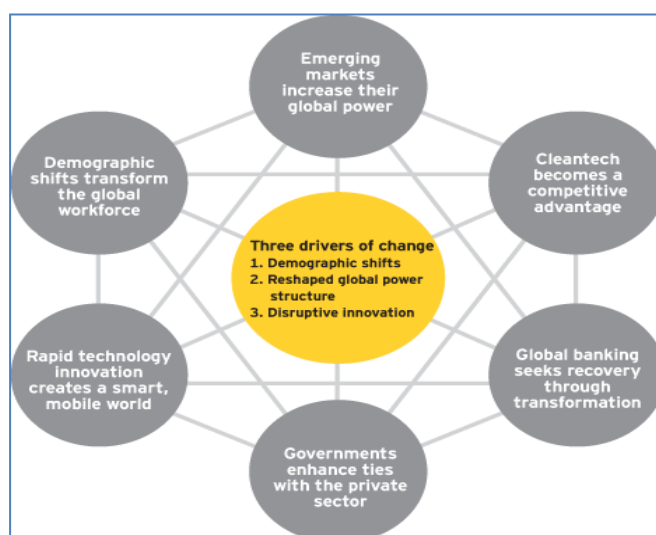 Emerging
markets
increase their
global power
Demographic
shifts transform
the global
workforce
Cleantech
becomes a
competitive
advantage
Three drivers of change
1. Demographic shifts
2. Reshaped global power
structure
3. Disruptive innovation
Rapid technology
innovation
creates a smart,
mobile world
Global banking
seeks recovery
through
transformation
Governments
enhance ties
with the private
sector